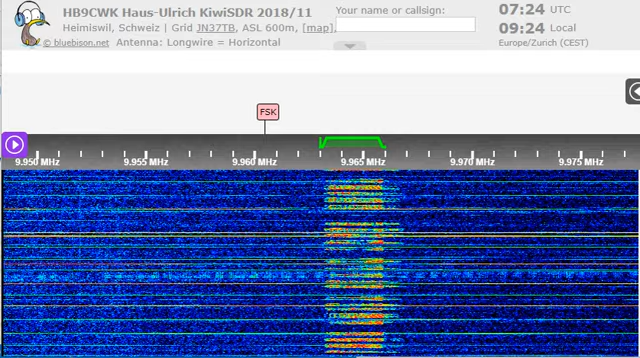 HB9CWK Haus-Ulrich KiwiSDR 2018/11
Heimiswil, Schweiz | Grid JN37TB, ASL 600m, [map],
© bluebison.net Antenna: Longwire = Horizontal
Your name or callsign:
07:24 UTC
09:24 Local
Europe/Zurich (CEST)
FSK
9.950 MHz 9.955 MHz 9.960 MHz 9.965 MHz 9.970 MHz 9.975 MHz